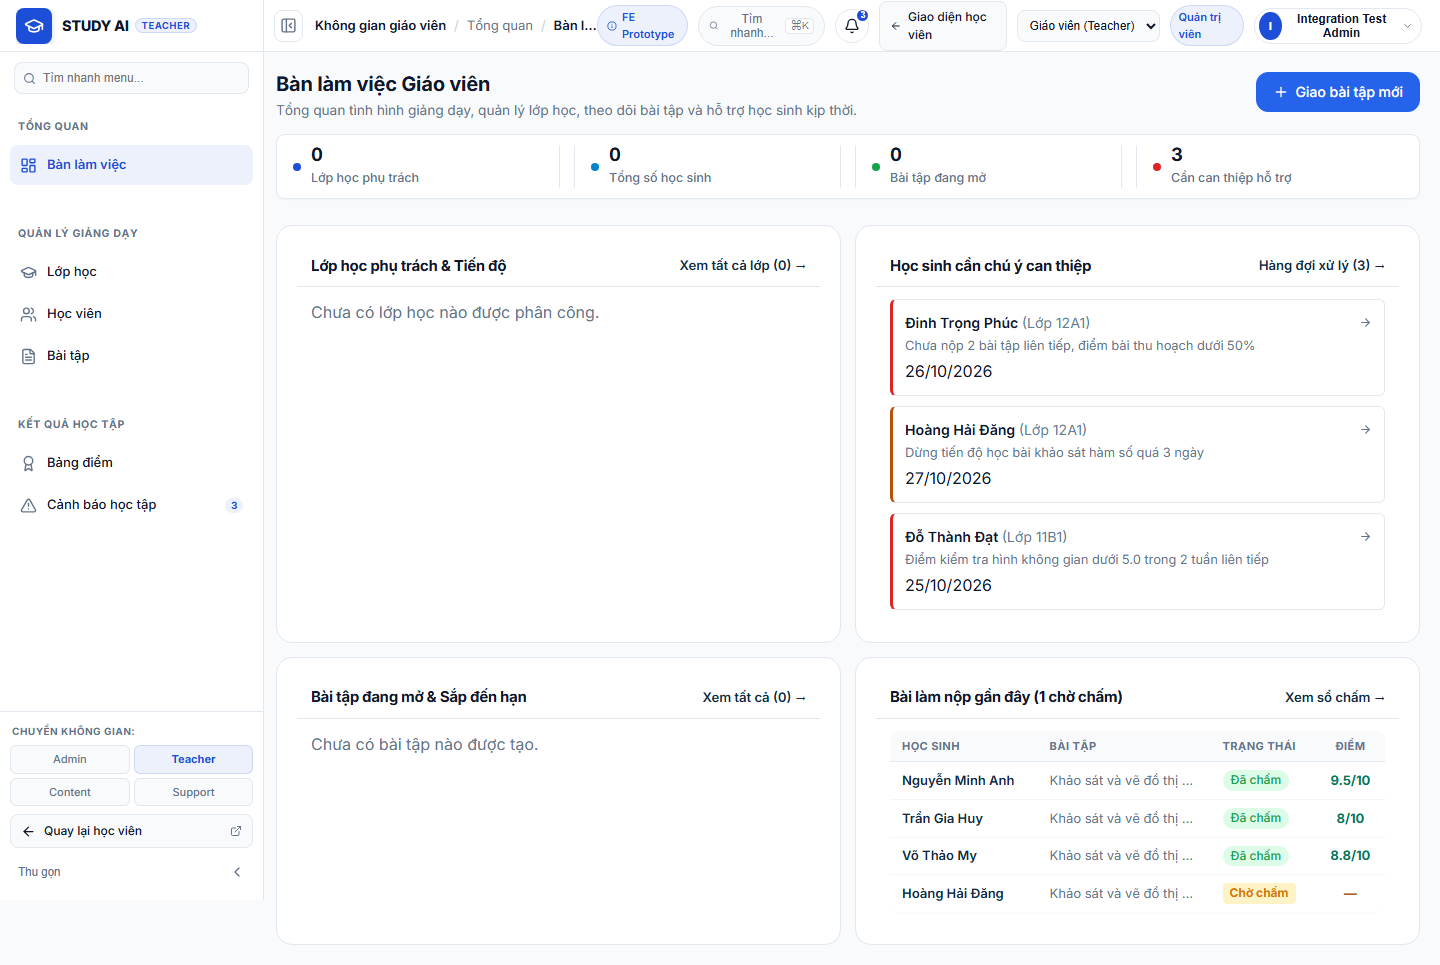 STUDY AI TEACHER
Không gian giáo viên / Tổng quan / Bàn l...
FE
Prototype
Tìm
nhanh...
⌘K
3
Giao diện học
viên
Giáo viên (Teacher)
Quản trị
viên
I
Integration Test
Admin
Tìm nhanh menu...
TỔNG QUAN
Bàn làm việc
QUẢN LÝ GIẢNG DẠY
Lớp học
Học viên
Bài tập
KẾT QUẢ HỌC TẬP
Bảng điểm
Cảnh báo học tập 3
CHUYỂN KHÔNG GIAN:
Admin Teacher
Content Support
Quay lại học viên
Thu gọn
Bàn làm việc Giáo viên
Tổng quan tình hình giảng dạy, quản lý lớp học, theo dõi bài tập và hỗ trợ học sinh kịp thời.
+ Giao bài tập mới
0
Lớp học phụ trách
0
Tổng số học sinh
0
Bài tập đang mở
3
Cần can thiệp hỗ trợ
Lớp học phụ trách & Tiến độ
Xem tất cả lớp (0) →
Chưa có lớp học nào được phân công.
Học sinh cần chú ý can thiệp
Hàng đợi xử lý (3) →
Đinh Trọng Phúc (Lớp 12A1)
Chưa nộp 2 bài tập liên tiếp, điểm bài thu hoạch dưới 50%
26/10/2026
Hoàng Hải Đăng (Lớp 12A1)
Dừng tiến độ học bài khảo sát hàm số quá 3 ngày
27/10/2026
Đỗ Thành Đạt (Lớp 11B1)
Điểm kiểm tra hình không gian dưới 5.0 trong 2 tuần liên tiếp
25/10/2026
Bài tập đang mở & Sắp đến hạn
Xem tất cả (0) →
Chưa có bài tập nào được tạo.
Bài làm nộp gần đây (1 chờ chấm)
Xem sổ chấm →
HỌC SINH BÀI TẬP TRẠNG THÁI ĐIỂM
Nguyễn Minh Anh Khảo sát và vẽ đồ thị ... Đã chấm 9.5/10
Trần Gia Huy Khảo sát và vẽ đồ thị ... Đã chấm 8/10
Võ Thảo My Khảo sát và vẽ đồ thị ... Đã chấm 8.8/10
Hoàng Hải Đăng Khảo sát và vẽ đồ thị ... Chờ chấm —